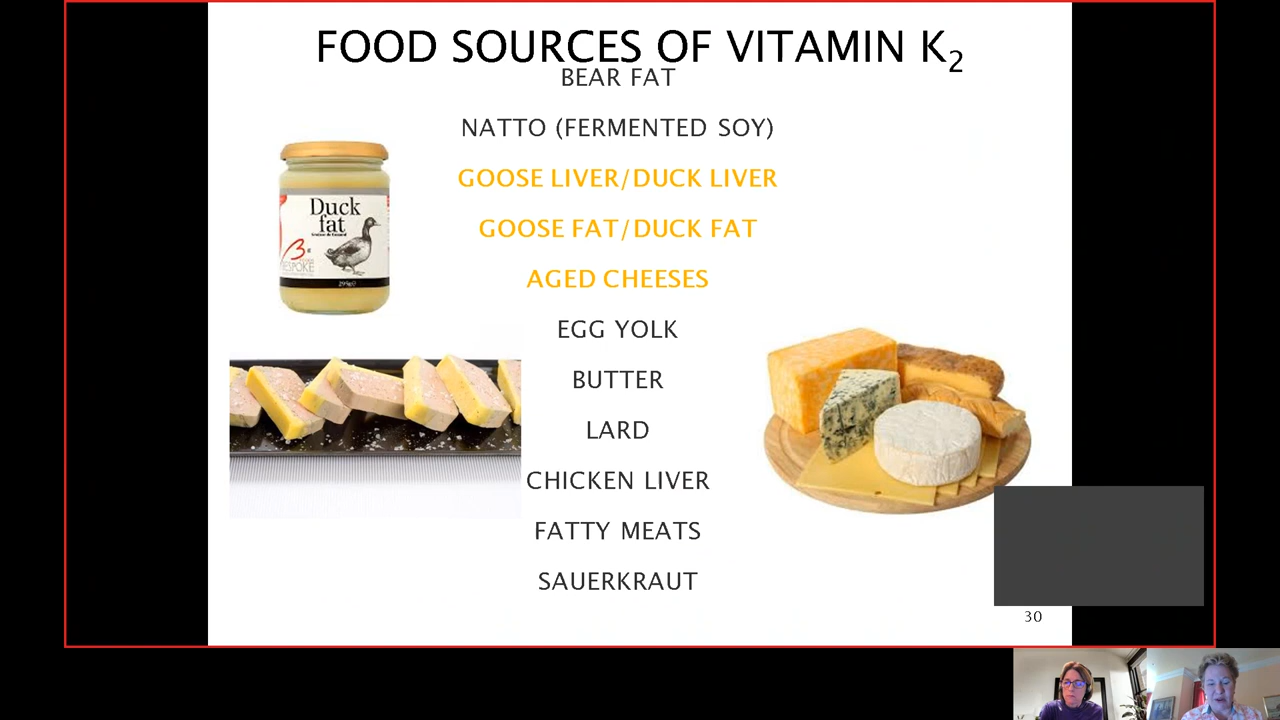 FOOD SOURCES OF VITAMIN K₂
BEAR FAT
NATTO (FERMENTED SOY)
GOOSE LIVER/DUCK LIVER
GOOSE FAT/DUCK FAT
AGED CHEESES
EGG YOLK
BUTTER
LARD
CHICKEN LIVER
FATTY MEATS
SAUERKRAUT
Duck
fat
30